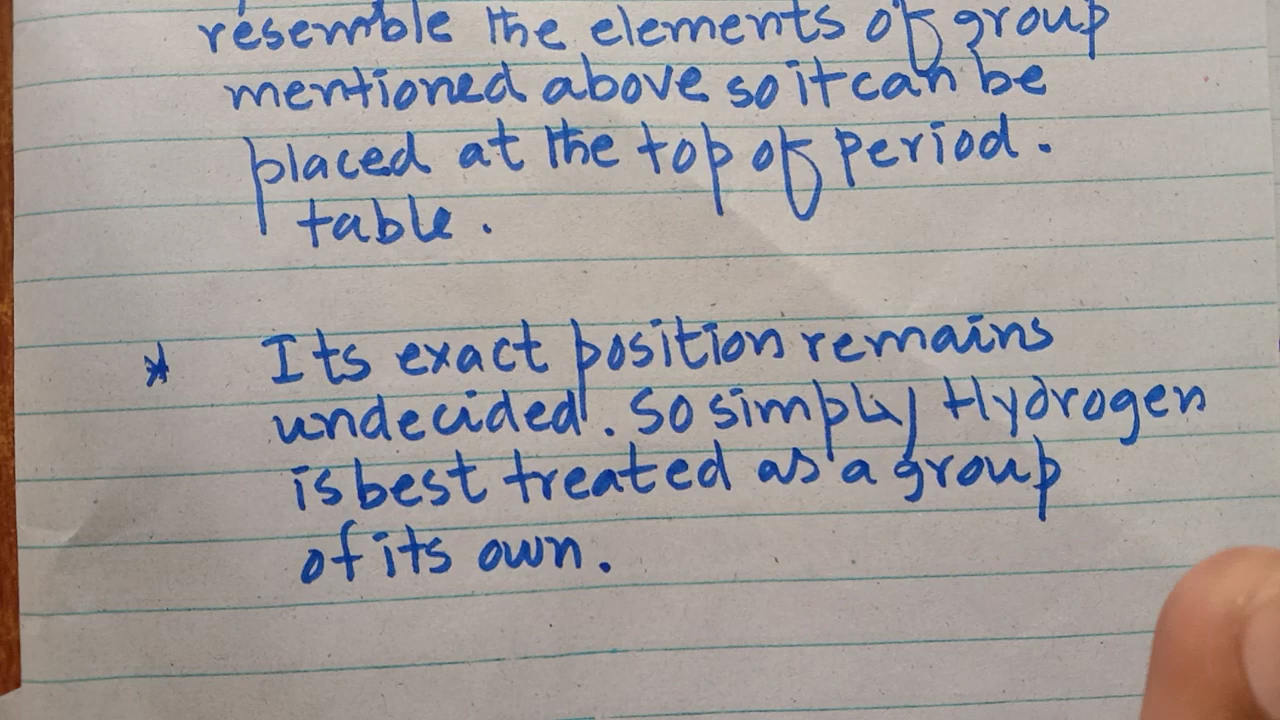 resemble the elements of group
mentioned above so it can be
placed at the top of period.
table.
* Its exact position remains
undecided. So simply Hydrogen
is best treated as a group
of its own.